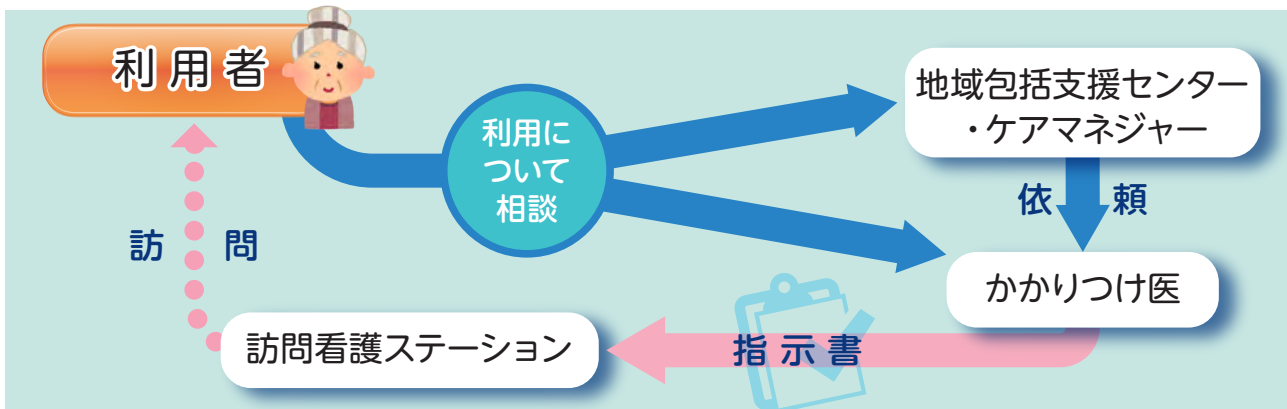 利用者
利用に
ついて
相談
地域包括支援センター
・ケアマネジャー
依頼
かかりつけ医
指示書
訪問看護ステーション
訪問